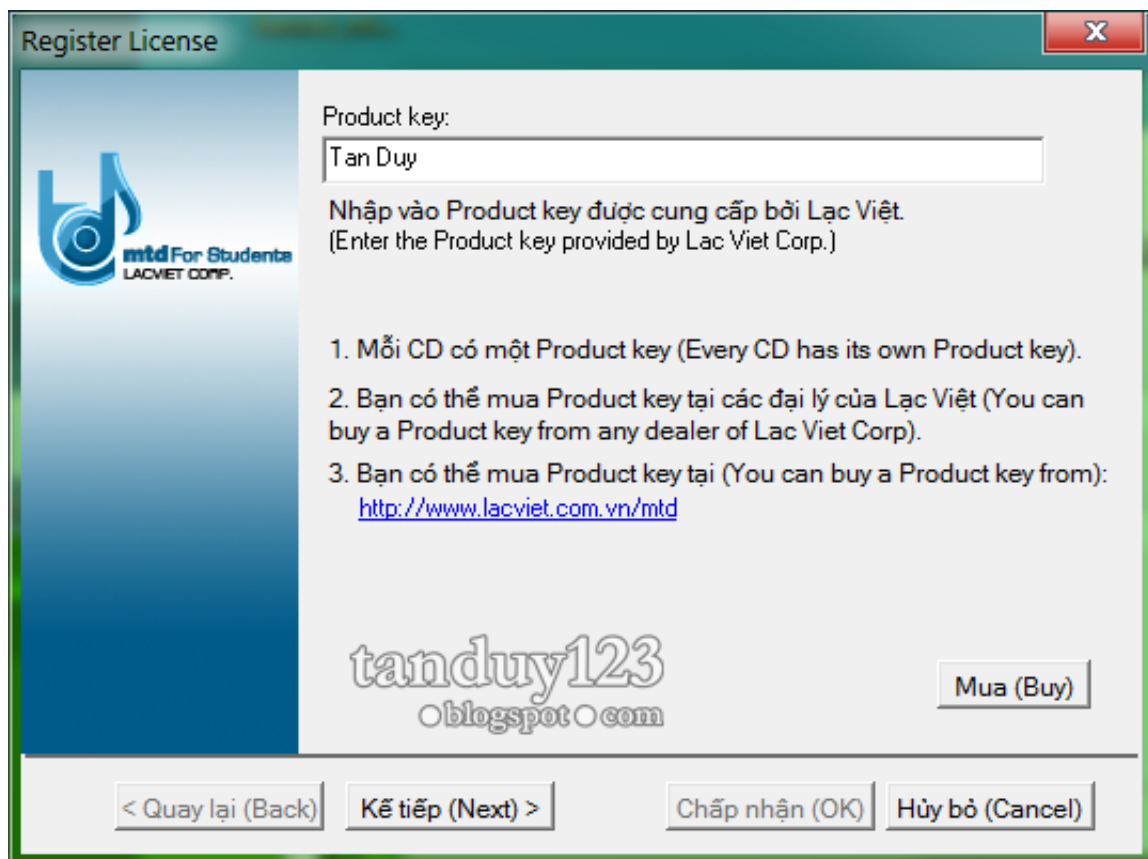 Register License
Product key:
Tan Duy
Nhập vào Product key được cung cấp bởi Lạc Việt.
(Enter the Product key provided by Lac Viet Corp.)
mtd For Students
LACVIET CORP.
1. Mỗi CD có một Product key (Every CD has its own Product key).
2. Bạn có thể mua Product key tại các đại lý của Lạc Việt (You can
buy a Product key from any dealer of Lac Viet Corp).
3. Bạn có thể mua Product key tại (You can buy a Product key from):
http://www.lacviet.com.vn/mtd
tanduy123
blogspot com
Mua (Buy)
< Quay lại (Back) Kế tiếp (Next) > Chấp nhận (OK) Hủy bỏ (Cancel)